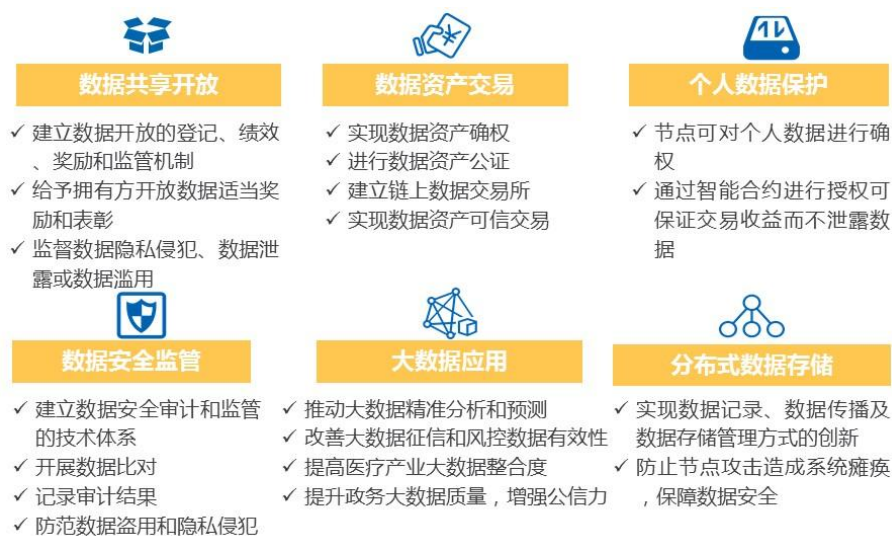 数据共享开放
✓ 建立数据开放的登记、绩效
、奖励和监管机制
✓ 给予拥有方开放数据适当奖
励和表彰
✓ 监督数据隐私侵犯、数据泄
露或数据滥用
数据资产交易
✓ 实现数据资产确权
✓ 进行数据资产公证
✓ 建立链上数据交易所
✓ 实现数据资产可信交易
个人数据保护
✓ 节点可对个人数据进行确
权
✓ 通过智能合约进行授权可
保证交易收益而不泄露数
据
数据安全监管
✓ 建立数据安全审计和监管
的技术体系
✓ 开展数据比对
✓ 记录审计结果
✓ 防范数据盗用和隐私侵犯
大数据应用
✓ 推动大数据精准分析和预测
✓ 改善大数据征信和风控数据有效性
✓ 提高医疗产业大数据整合度
✓ 提升政务大数据质量，增强公信力
分布式数据存储
✓ 实现数据记录、数据传播及
数据存储管理方式的创新
✓ 防止节点攻击造成系统瘫痪
，保障数据安全